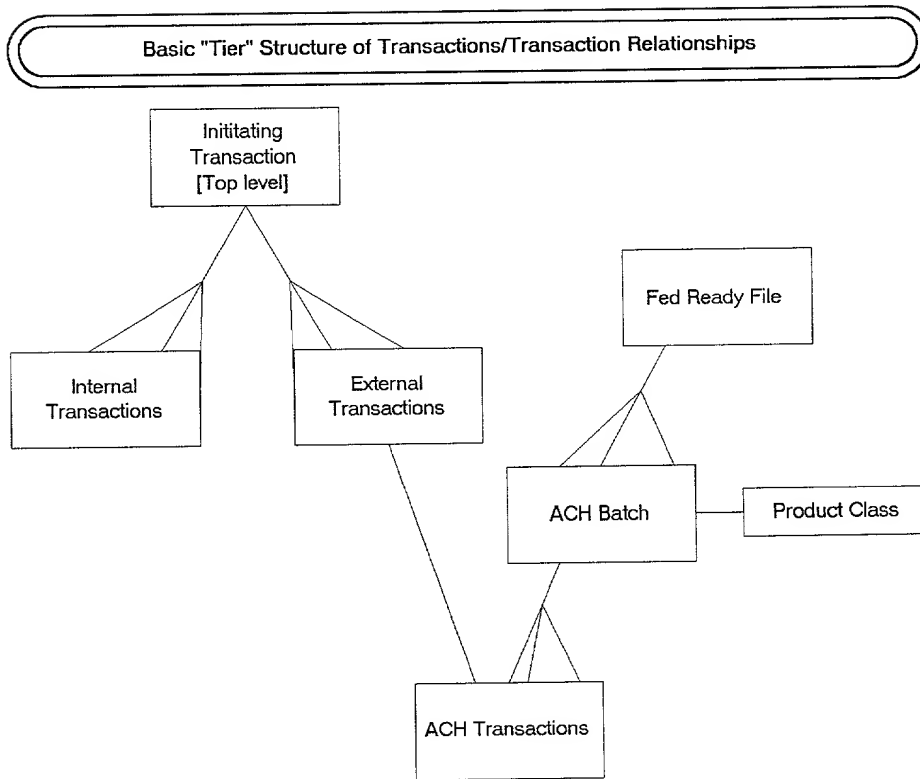 Basic "Tier" Structure of Transactions/Transaction Relationships
Inititating
Transaction
[Top level]
Fed Ready File
Internal
Transactions
External
Transactions
ACH Batch
Product Class
ACH Transactions